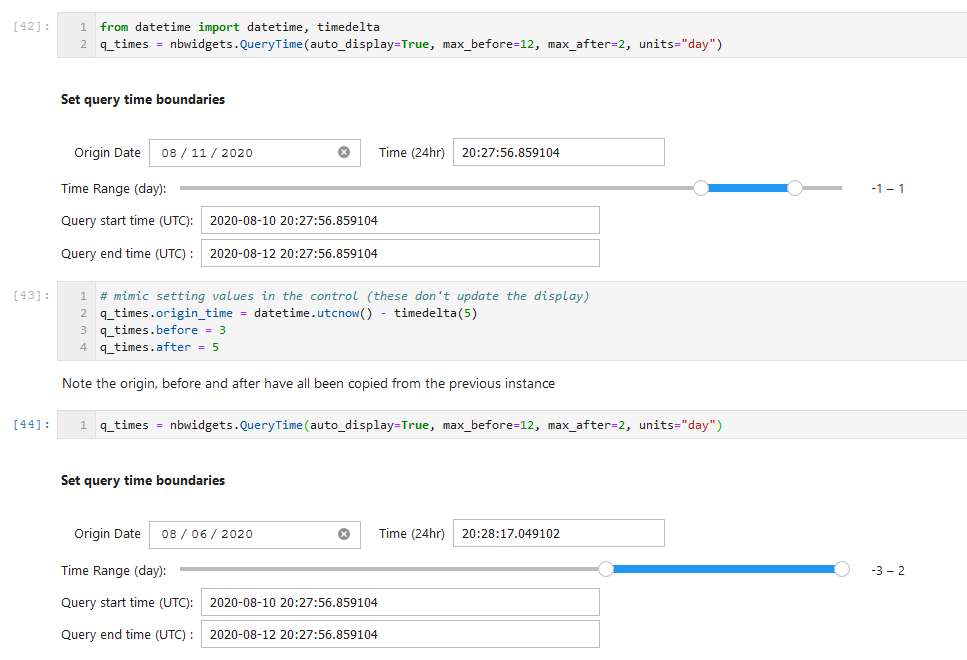 [42]: 1 from datetime import datetime, timedelta
2 q_times = nbwidgets.QueryTime(auto_display=True, max_before=12, max_after=2, units="day")
Set query time boundaries
Origin Date 08 / 11 / 2020 Time (24hr) 20:27:56.859104
Time Range (day): -1 – 1
Query start time (UTC): 2020-08-10 20:27:56.859104
Query end time (UTC) : 2020-08-12 20:27:56.859104
[43]: 1 # mimic setting values in the control (these don't update the display)
2 q_times.origin_time = datetime.utcnow() - timedelta(5)
3 q_times.before = 3
4 q_times.after = 5
Note the origin, before and after have all been copied from the previous instance
[44]: 1 q_times = nbwidgets.QueryTime(auto_display=True, max_before=12, max_after=2, units="day")
Set query time boundaries
Origin Date 08 / 06 / 2020 Time (24hr) 20:28:17.049102
Time Range (day): -3 – 2
Query start time (UTC): 2020-08-10 20:27:56.859104
Query end time (UTC) : 2020-08-12 20:27:56.859104